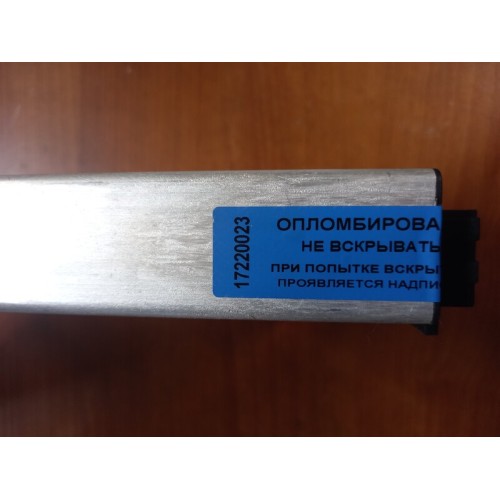 17220023
ОПЛОМБИРОВА
НЕ ВСКРЫВАТЬ
ПРИ ПОПЫТКЕ ВСКРЫ
ПРОЯВЛЯЕТСЯ НАДПИ